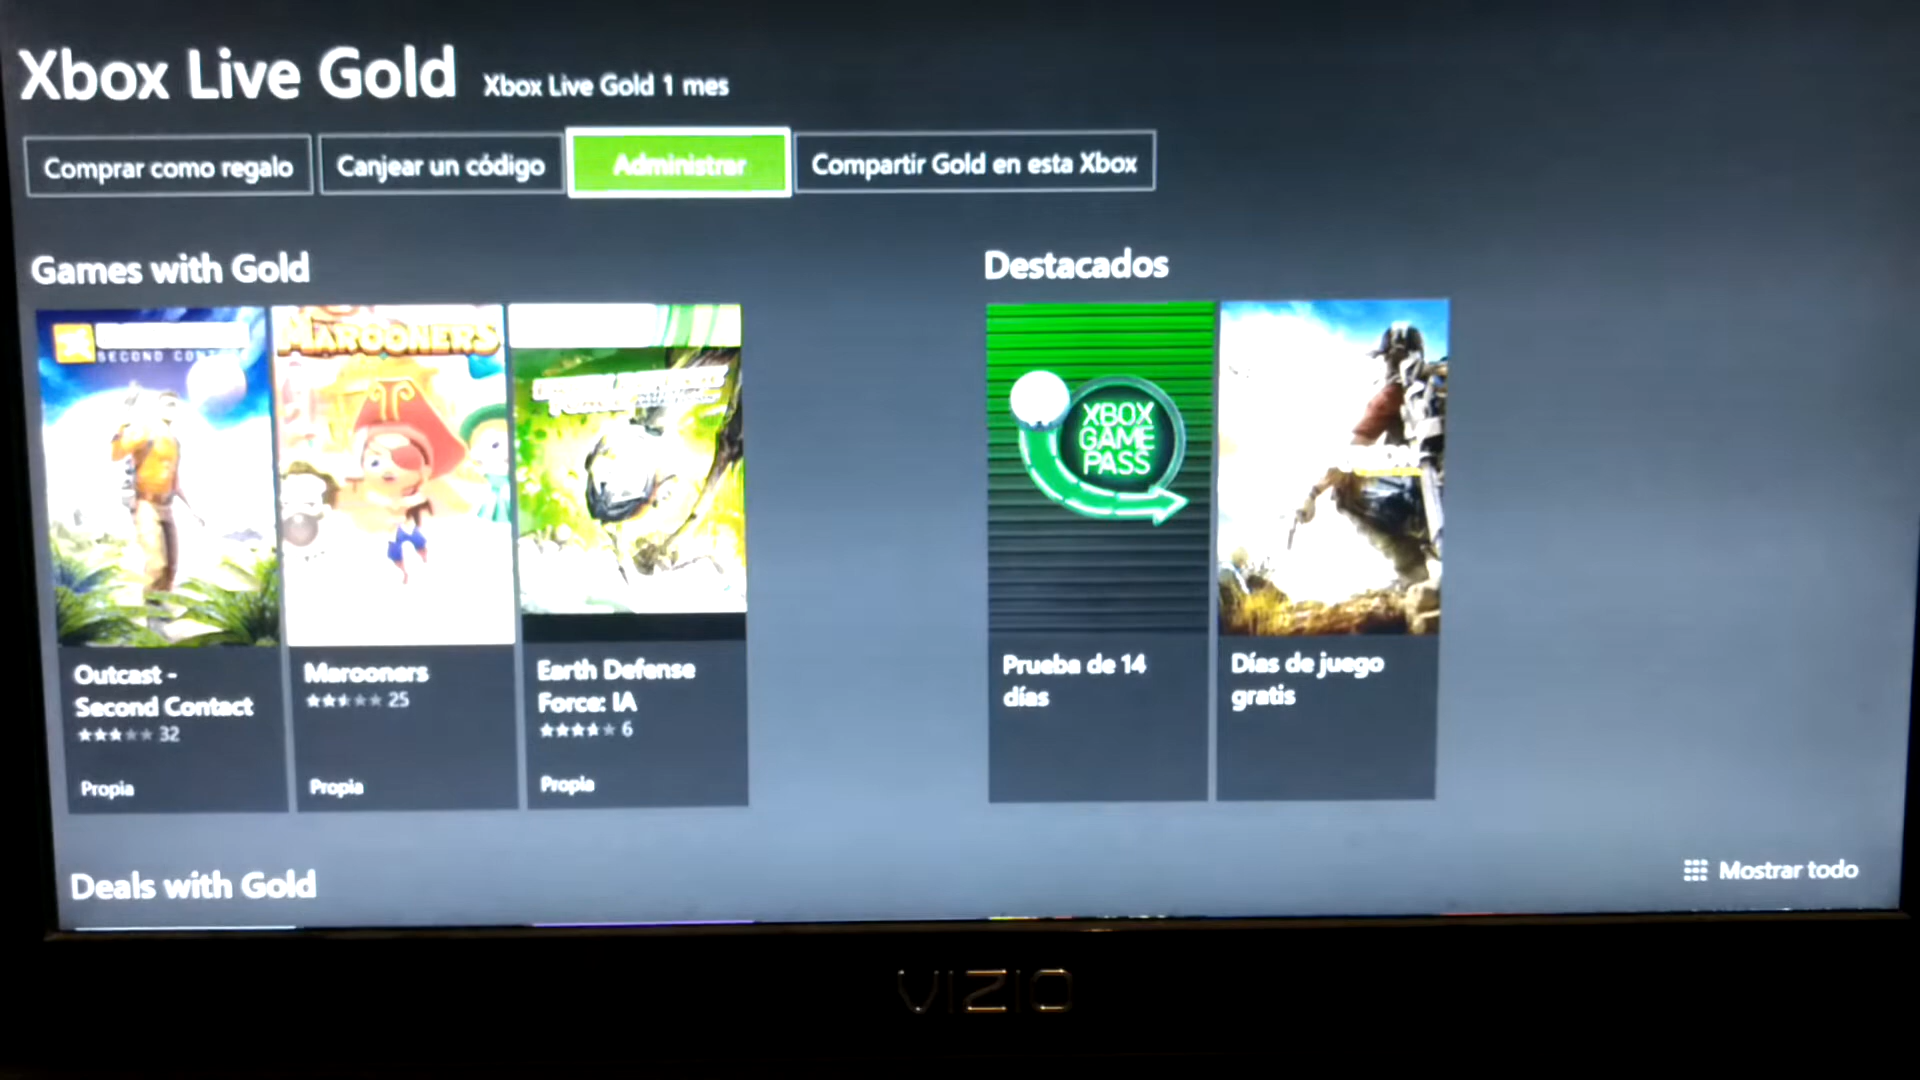 Xbox Live Gold
Xbox Live Gold 1 mes
Comprar como regalo
Canjear un código
Administrar
Compartir Gold en esta Xbox
Games with Gold
Destacados
SECOND CONT
MAROONERS
XBOX
GAME
PASS
Outcast -
Second Contact
32
Propia
Marooners
25
Propia
Earth Defense
Force: IA
6
Propia
Prueba de 14
días
Días de juego
gratis
Deals with Gold
Mostrar todo
VIZIO